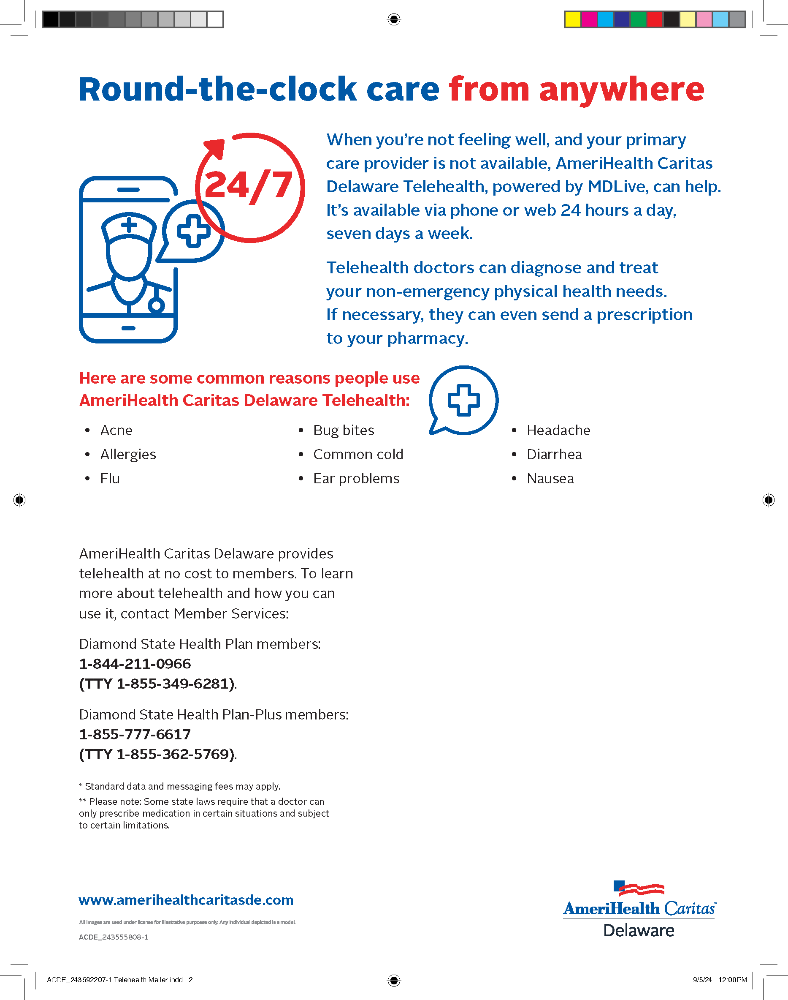 Round-the-clock care from anywhere
24/7
When you’re not feeling well, and your primary
care provider is not available, AmeriHealth Caritas
Delaware Telehealth, powered by MDLive, can help.
It’s available via phone or web 24 hours a day,
seven days a week.
Telehealth doctors can diagnose and treat
your non-emergency physical health needs.
If necessary, they can even send a prescription
to your pharmacy.
Here are some common reasons people use
AmeriHealth Caritas Delaware Telehealth:
• Acne
• Allergies
• Flu
• Bug bites
• Common cold
• Ear problems
• Headache
• Diarrhea
• Nausea
AmeriHealth Caritas Delaware provides
telehealth at no cost to members. To learn
more about telehealth and how you can
use it, contact Member Services:
Diamond State Health Plan members:
1-844-211-0966
(TTY 1-855-349-6281).
Diamond State Health Plan-Plus members:
1-855-777-6617
(TTY 1-855-362-5769).
* Standard data and messaging fees may apply.
** Please note: Some state laws require that a doctor can
only prescribe medication in certain situations and subject
to certain limitations.
www.amerihealthcaritasde.com
All images are used under license for illustrative purposes only. Any individual depicted is a model.
ACDE_243555808-1
AmeriHealth Caritas™
Delaware
ACDE_243592207-1 Telehealth Mailer.indd 2
9/5/24 12:00 PM